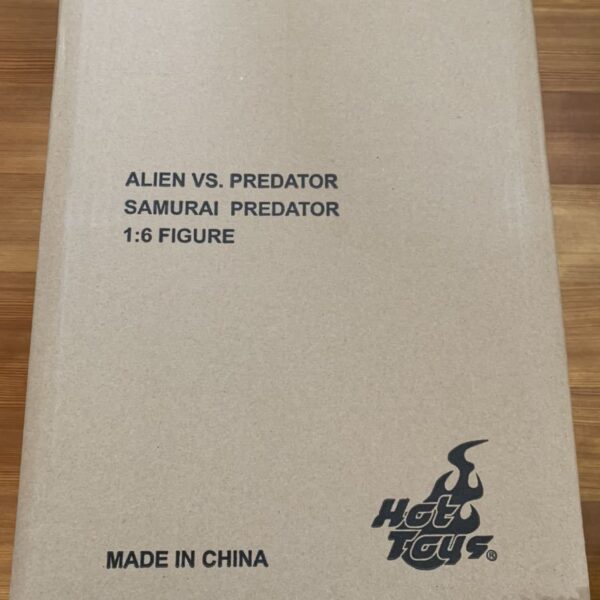 ALIEN VS. PREDATOR
SAMURAI PREDATOR
1:6 FIGURE
Hot
Toys®
MADE IN CHINA